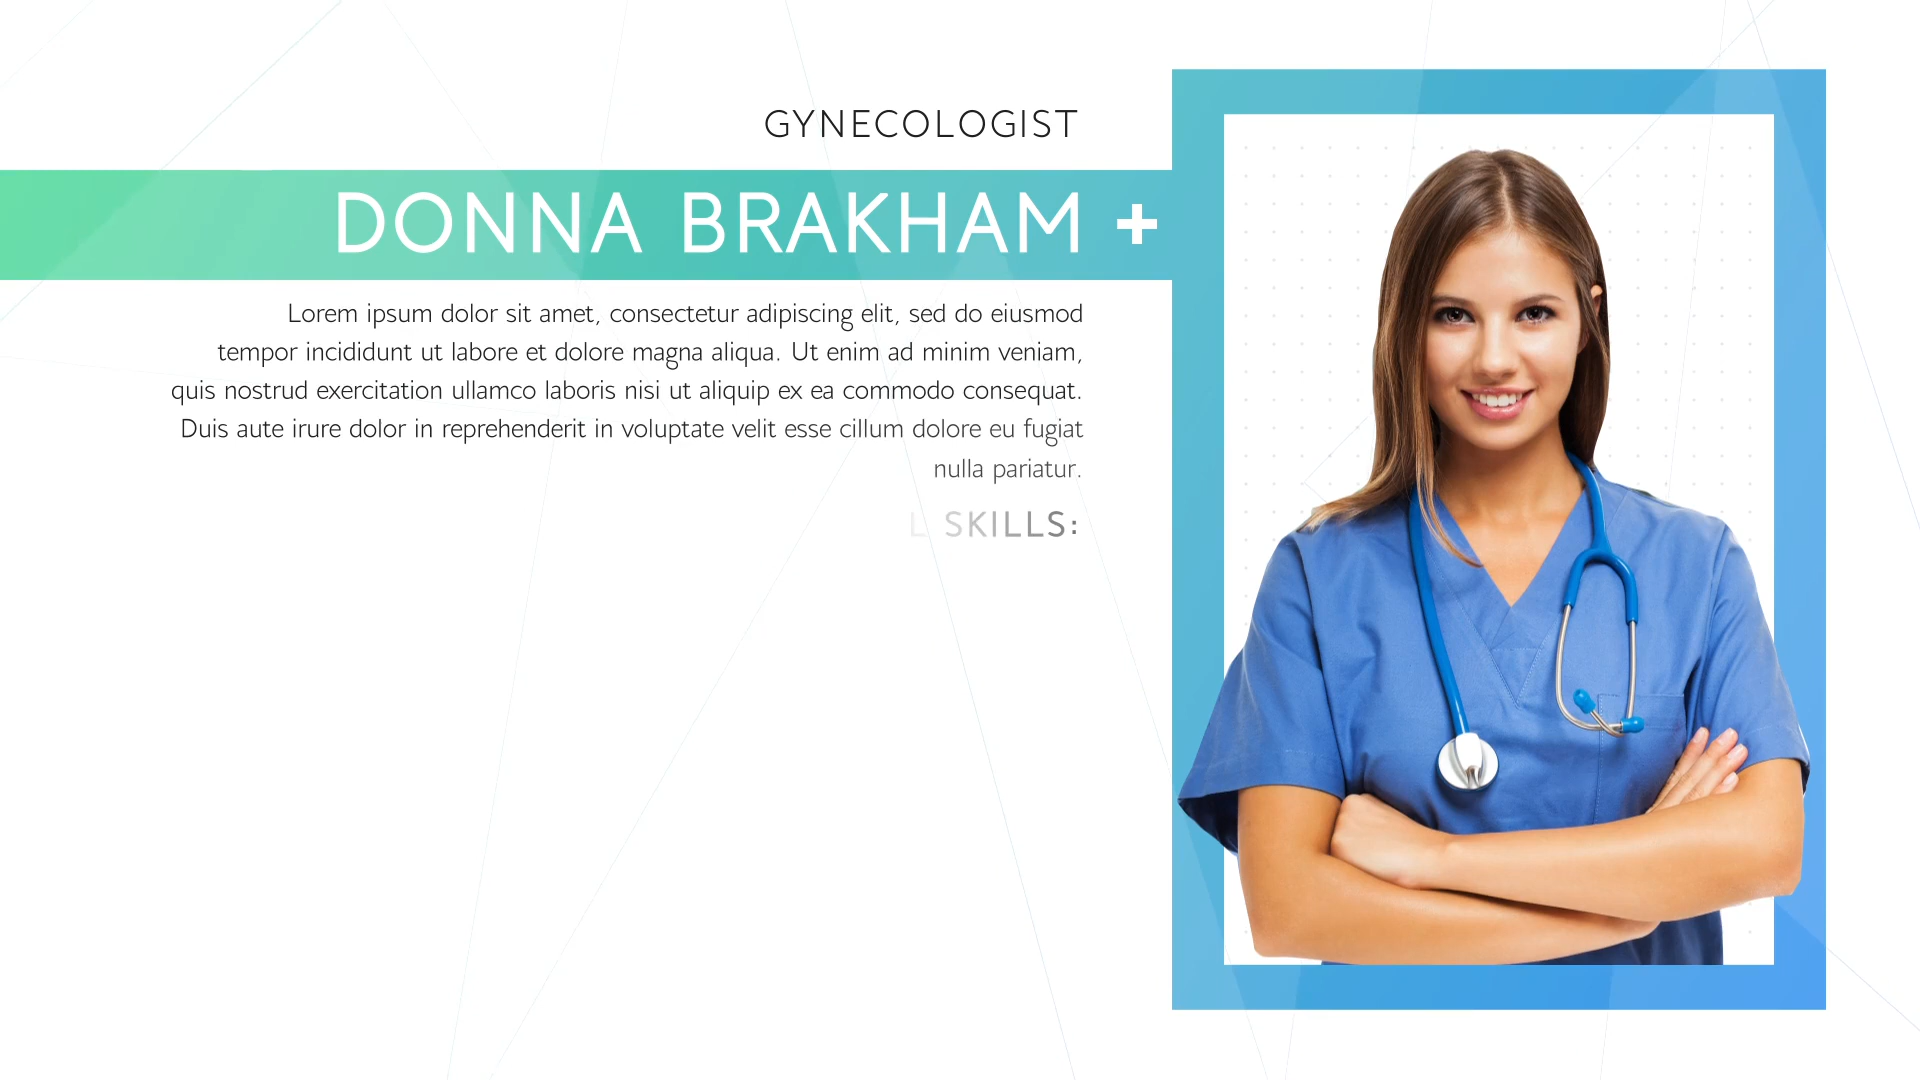 GYNECOLOGIST
DONNA BRAKHAM
Lorem ipsum dolor sit amet, consectetur adipiscing elit, sed do eiusmod
tempor incididunt ut labore et dolore magna aliqua. Ut enim ad minim veniam,
quis nostrud exercitation ullamco laboris nisi ut aliquip ex ea commodo consequat.
Duis aute irure dolor in reprehenderit in voluptate velit esse cillum dolore eu fugiat
nulla pariatur.
L SKILLS: